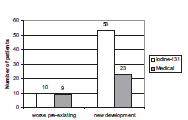 60
53
50
Iodine-131
Medical
40
30
23
20
10
9
10
0
worse pre-existing
new development
Number of patients